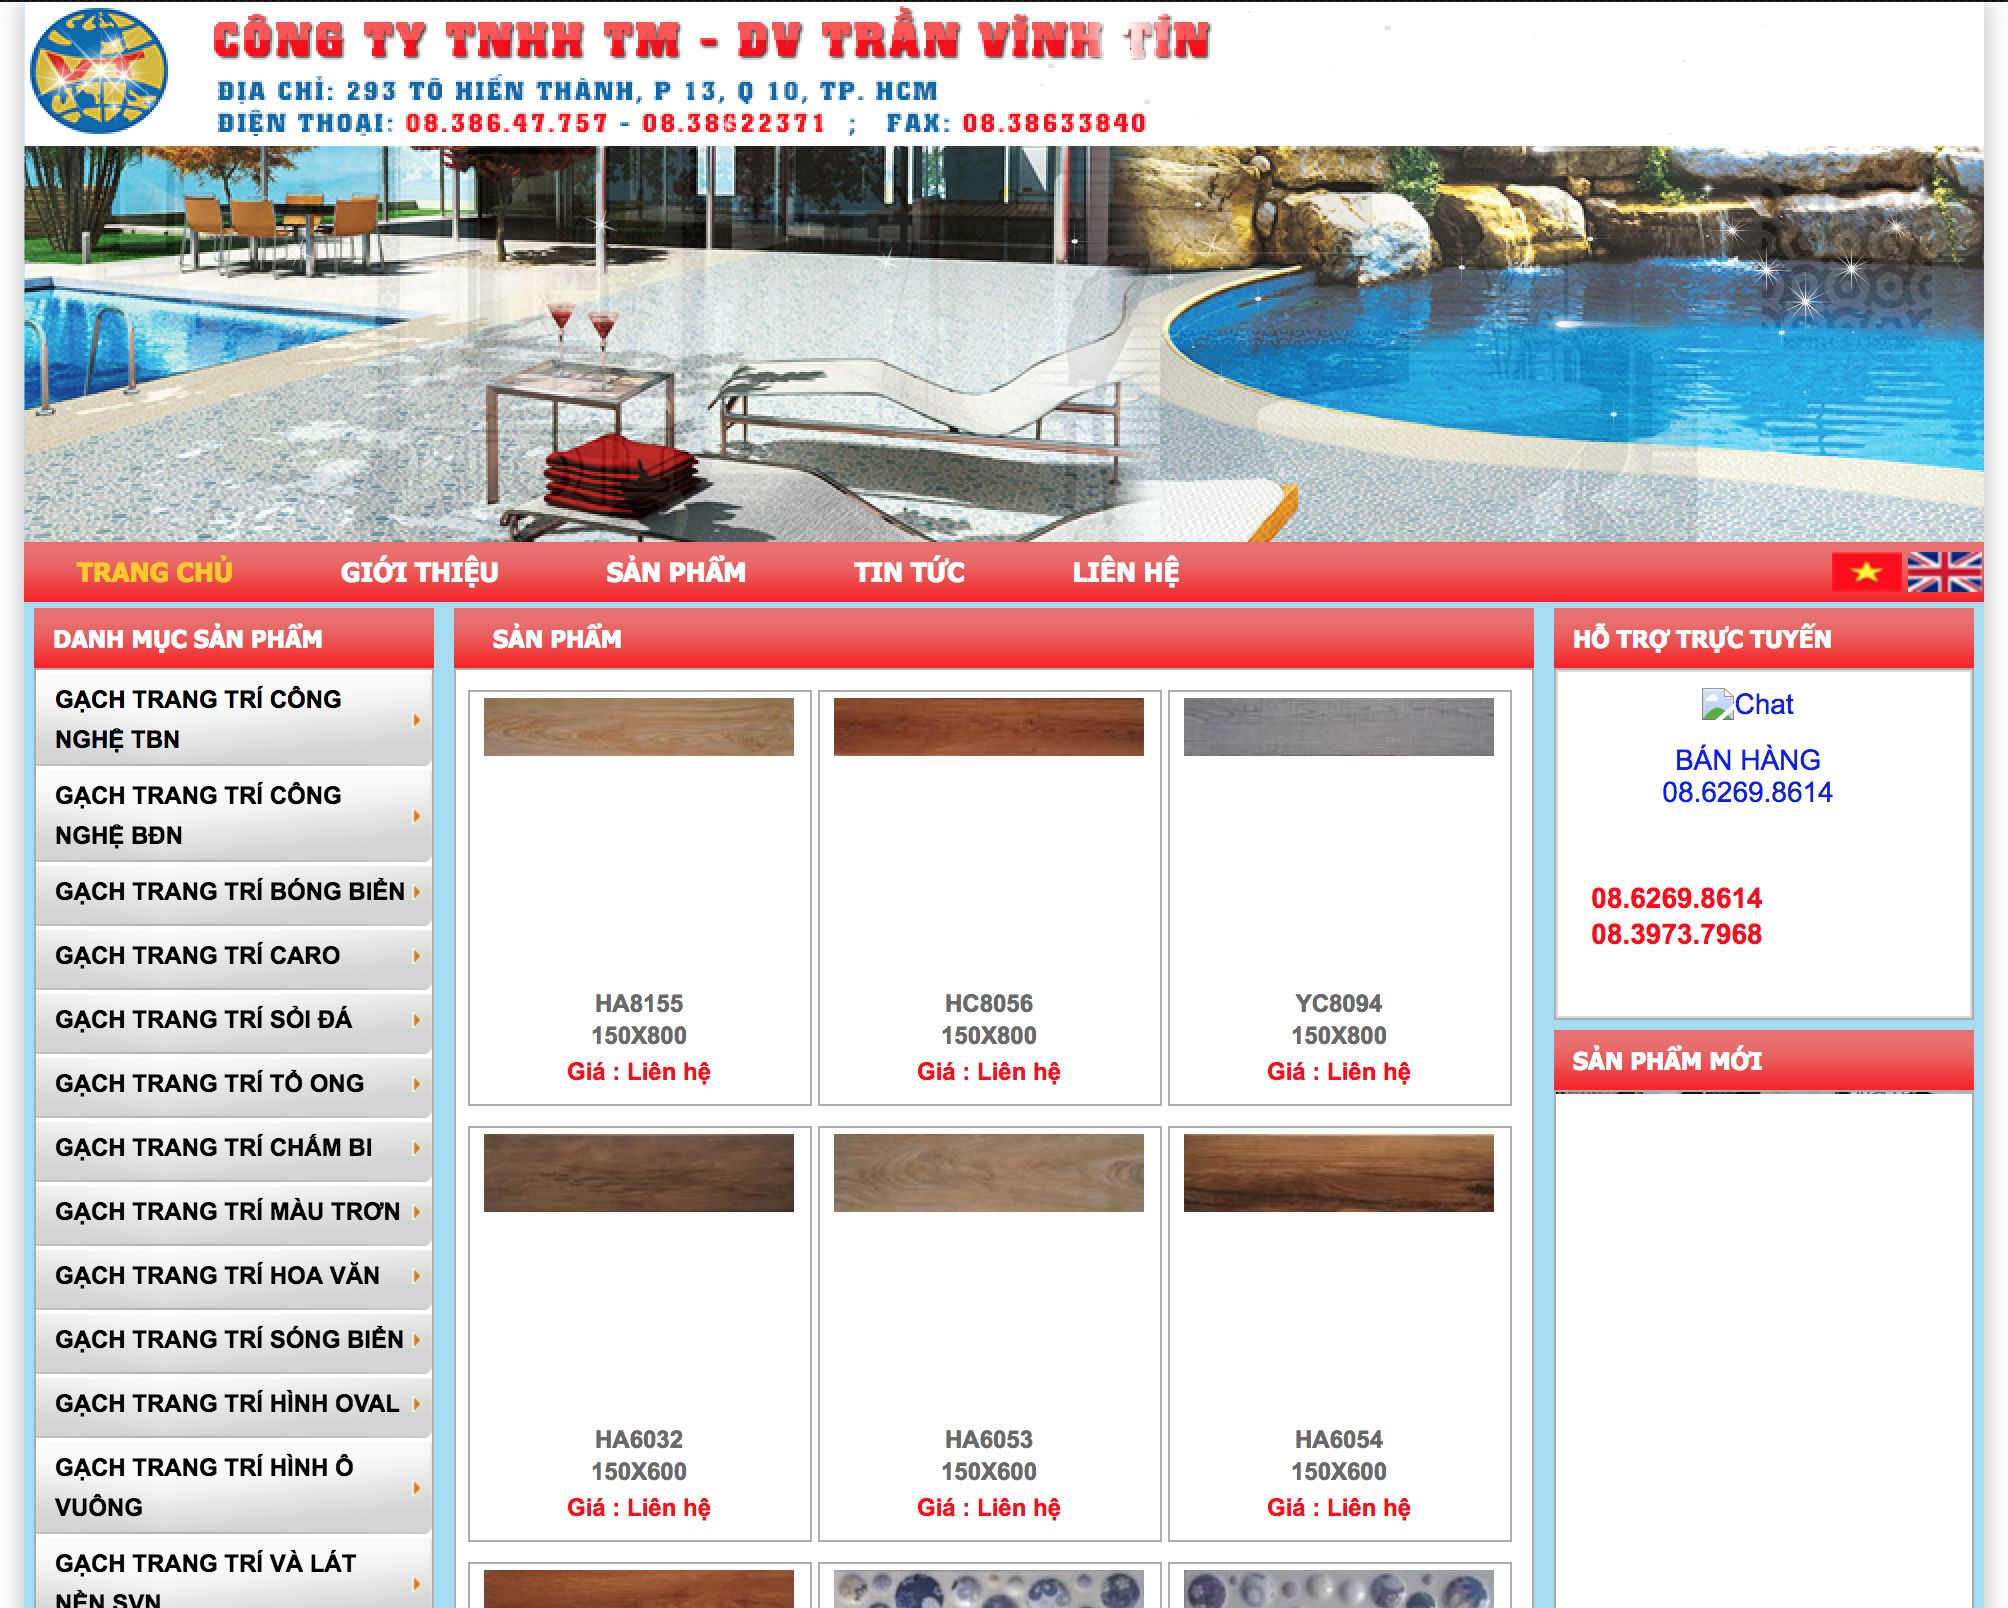 CÔNG TY TNHH TM - DV TRẦN VĨNH TÍN
ĐỊA CHỈ: 293 TÔ HIẾN THÀNH, P 13, Q 10, TP. HCM
ĐIỆN THOẠI: 08.386.47.757 - 08.38622371 ; FAX: 08.38633840
TRANG CHỦ
GIỚI THIỆU
SẢN PHẨM
TIN TỨC
LIÊN HỆ
DANH MỤC SẢN PHẨM
GẠCH TRANG TRÍ CÔNG
NGHỆ TBN
GẠCH TRANG TRÍ CÔNG
NGHỆ BĐN
GẠCH TRANG TRÍ BÓNG BIỂN
GẠCH TRANG TRÍ CARO
GẠCH TRANG TRÍ SỎI ĐÁ
GẠCH TRANG TRÍ TỔ ONG
GẠCH TRANG TRÍ CHẤM BI
GẠCH TRANG TRÍ MÀU TRƠN
GẠCH TRANG TRÍ HOA VĂN
GẠCH TRANG TRÍ SÓNG BIỂN
GẠCH TRANG TRÍ HÌNH OVAL
GẠCH TRANG TRÍ HÌNH Ô
VUÔNG
GẠCH TRANG TRÍ VÀ LÁT
NỀN SVN
SẢN PHẨM
HA8155
150X800
Giá : Liên hệ
HC8056
150X800
Giá : Liên hệ
YC8094
150X800
Giá : Liên hệ
HA6032
150X600
Giá : Liên hệ
HA6053
150X600
Giá : Liên hệ
HA6054
150X600
Giá : Liên hệ
HỖ TRỢ TRỰC TUYẾN
Chat
BÁN HÀNG
08.6269.8614
08.6269.8614
08.3973.7968
SẢN PHẨM MỚI